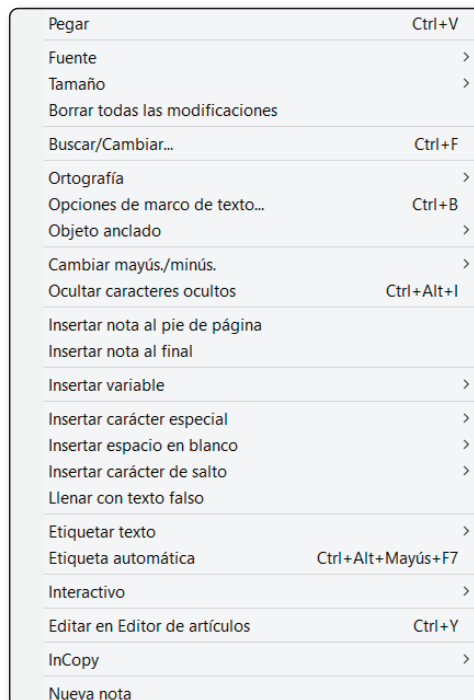 Pegar Ctrl+V
Fuente
Tamaño
Borrar todas las modificaciones
Buscar/Cambiar... Ctrl+F
Ortografía
Opciones de marco de texto... Ctrl+B
Objeto anclado
Cambiar mayús./minús.
Ocultar caracteres ocultos Ctrl+Alt+I
Insertar nota al pie de página
Insertar nota al final
Insertar variable
Insertar carácter especial
Insertar espacio en blanco
Insertar carácter de salto
Llenar con texto falso
Etiquetar texto
Etiqueta automática Ctrl+Alt+Mayús+F7
Interactivo
Editar en Editor de artículos Ctrl+Y
InCopy
Nueva nota